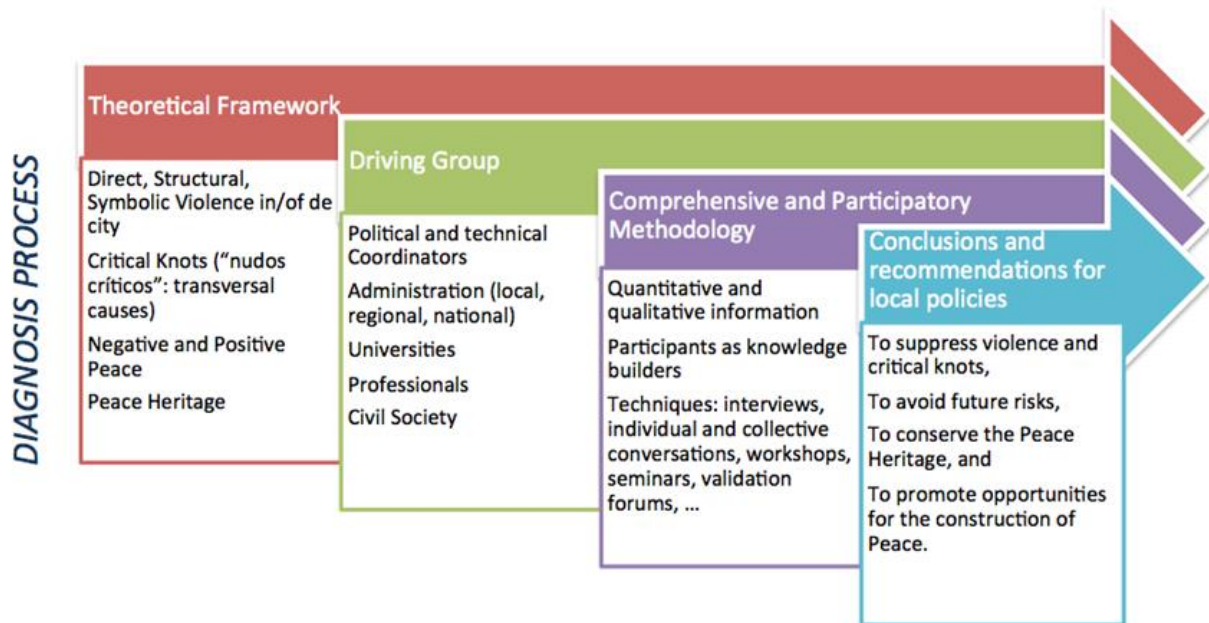 DIAGNOSIS PROCESS
Theoretical Framework
Direct, Structural,
Symbolic Violence in/of de
city
Critical Knots (“nudos
críticos”: transversal
causes)
Negative and Positive
Peace
Peace Heritage
Driving Group
Political and technical
Coordinators
Administration (local,
regional, national)
Universities
Professionals
Civil Society
Comprehensive and Participatory
Methodology
Quantitative and
qualitative information
Participants as knowledge
builders
Techniques: interviews,
individual and collective
conversations, workshops,
seminars, validation
forums, ...
Conclusions and
recommendations for
local policies
To suppress violence and
critical knots,
To avoid future risks,
To conserve the Peace
Heritage, and
To promote opportunities
for the construction of
Peace.